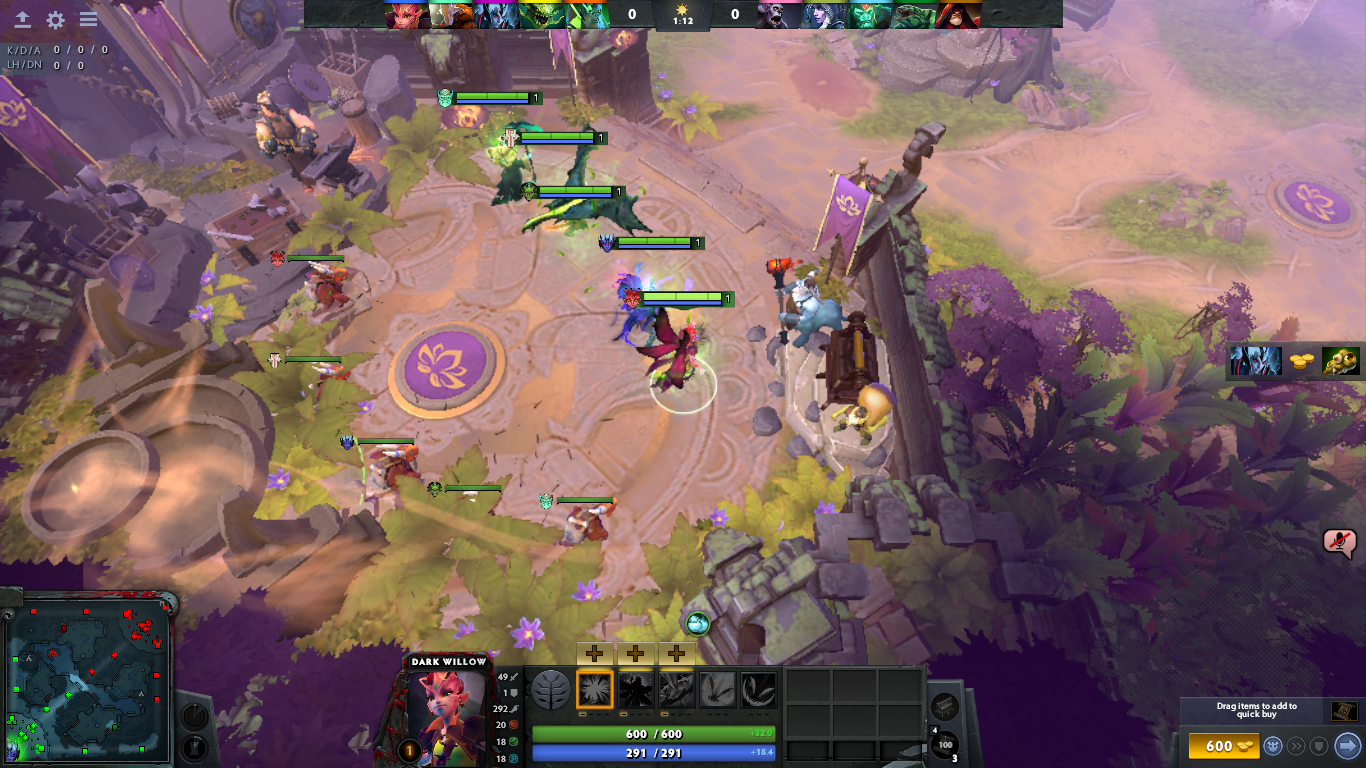 K/D/A 0 / 0 / 0
LH/DN 0 / 0
0 1:12 0
1
1
1
1
1
DARK WILLOW
49
1
292
20
18
18
1
600 / 600 +32.0
291 / 291 +18.4
4
100
3
Drag items to add to
quick buy
600